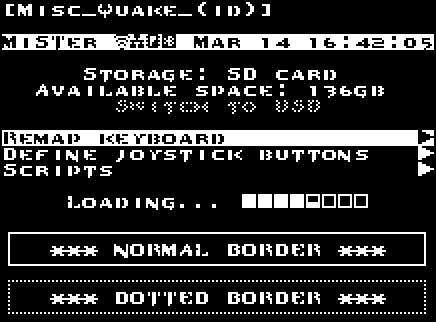 [Misc_Quake_(id)]
MiSTer Mar 14 16:42:05
Storage: SD card
Available space: 136GB
Switch to USB
Remap keyboard
Define joystick buttons
Scripts
Loading...
*** NORMAL BORDER ***
*** DOTTED BORDER ***